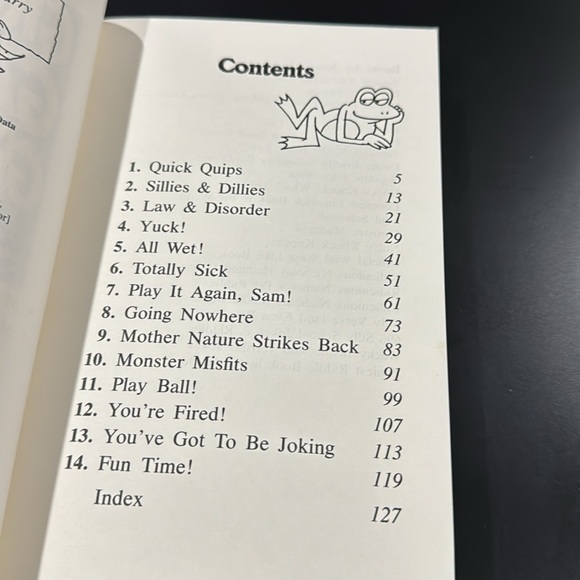 Contents
1. Quick Quips 5
2. Sillies & Dillies 13
3. Law & Disorder 21
4. Yuck! 29
5. All Wet! 41
6. Totally Sick 51
7. Play It Again, Sam! 61
8. Going Nowhere 73
9. Mother Nature Strikes Back 83
10. Monster Misfits 91
11. Play Ball! 99
12. You're Fired! 107
13. You've Got To Be Joking 113
14. Fun Time! 119
Index 127